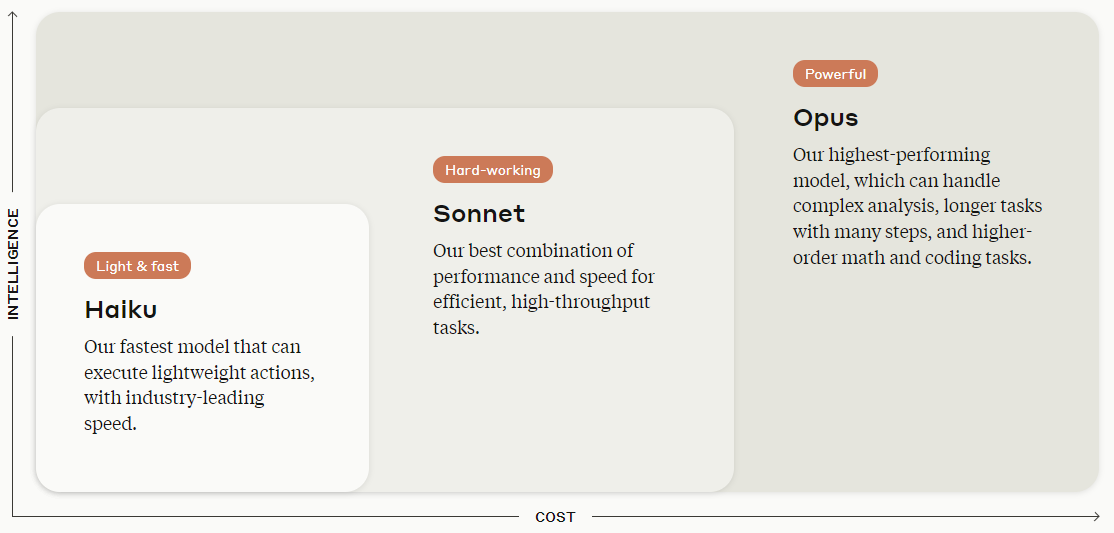 INTELLIGENCE
Light & fast
Haiku
Our fastest model that can
execute lightweight actions,
with industry-leading
speed.
Hard-working
Sonnet
Our best combination of
performance and speed for
efficient, high-throughput
tasks.
Powerful
Opus
Our highest-performing
model, which can handle
complex analysis, longer tasks
with many steps, and higher-
order math and coding tasks.
COST